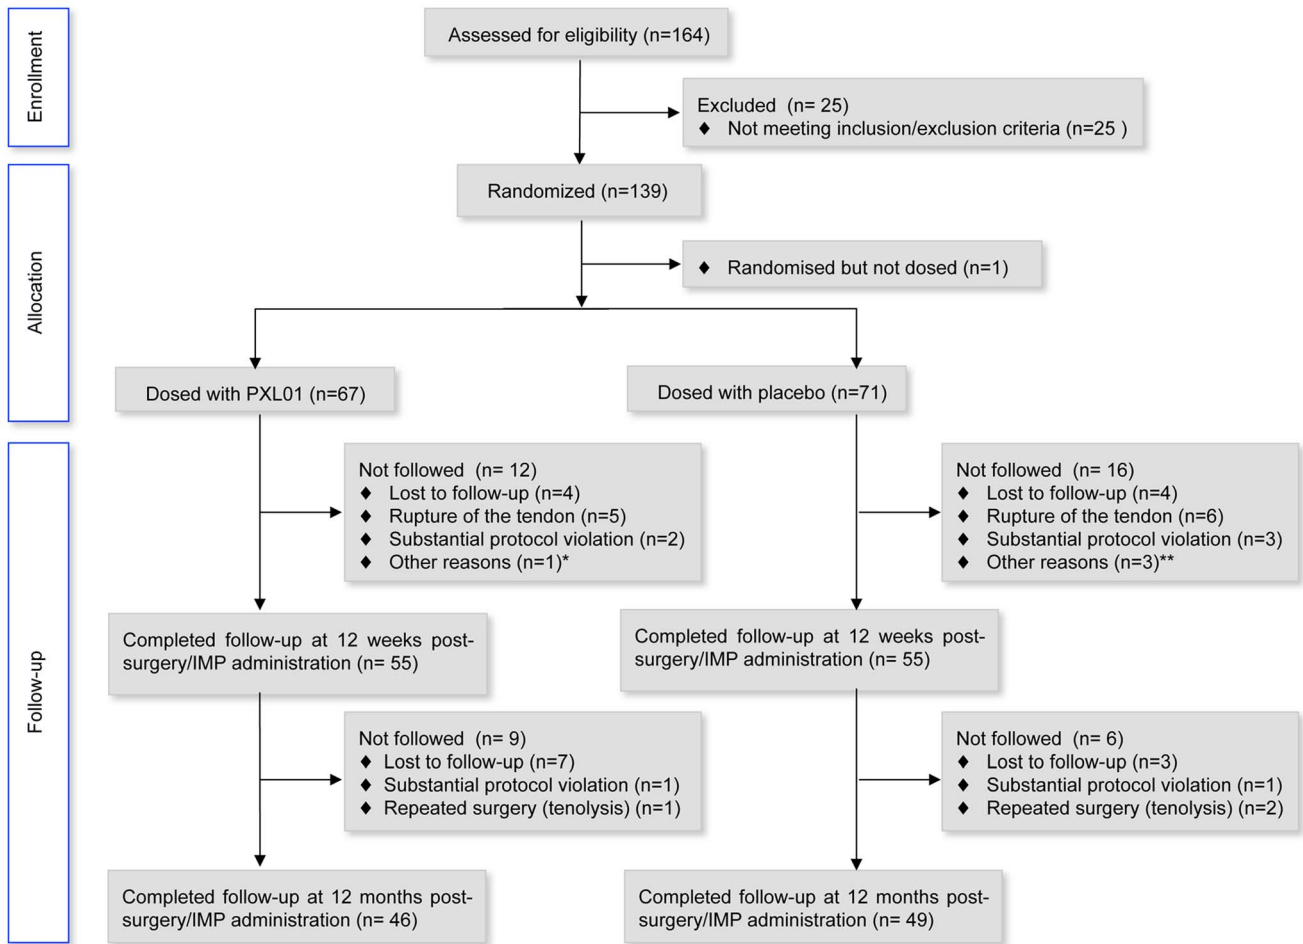 Enrollment
Assessed for eligibility (n=164)
Excluded (n= 25)
♦ Not meeting inclusion/exclusion criteria (n=25 )
Allocation
Randomized (n=139)
♦ Randomised but not dosed (n=1)
Dosed with PXL01 (n=67)
Dosed with placebo (n=71)
Follow-up
Not followed (n= 12)
♦ Lost to follow-up (n=4)
♦ Rupture of the tendon (n=5)
♦ Substantial protocol violation (n=2)
♦ Other reasons (n=1)*
Not followed (n= 16)
♦ Lost to follow-up (n=4)
♦ Rupture of the tendon (n=6)
♦ Substantial protocol violation (n=3)
♦ Other reasons (n=3)**
Completed follow-up at 12 weeks post-
surgery/IMP administration (n= 55)
Completed follow-up at 12 weeks post-
surgery/IMP administration (n= 55)
Not followed (n= 9)
♦ Lost to follow-up (n=7)
♦ Substantial protocol violation (n=1)
♦ Repeated surgery (tenolysis) (n=1)
Not followed (n= 6)
♦ Lost to follow-up (n=3)
♦ Substantial protocol violation (n=1)
♦ Repeated surgery (tenolysis) (n=2)
Completed follow-up at 12 months post-
surgery/IMP administration (n= 46)
Completed follow-up at 12 months post-
surgery/IMP administration (n= 49)